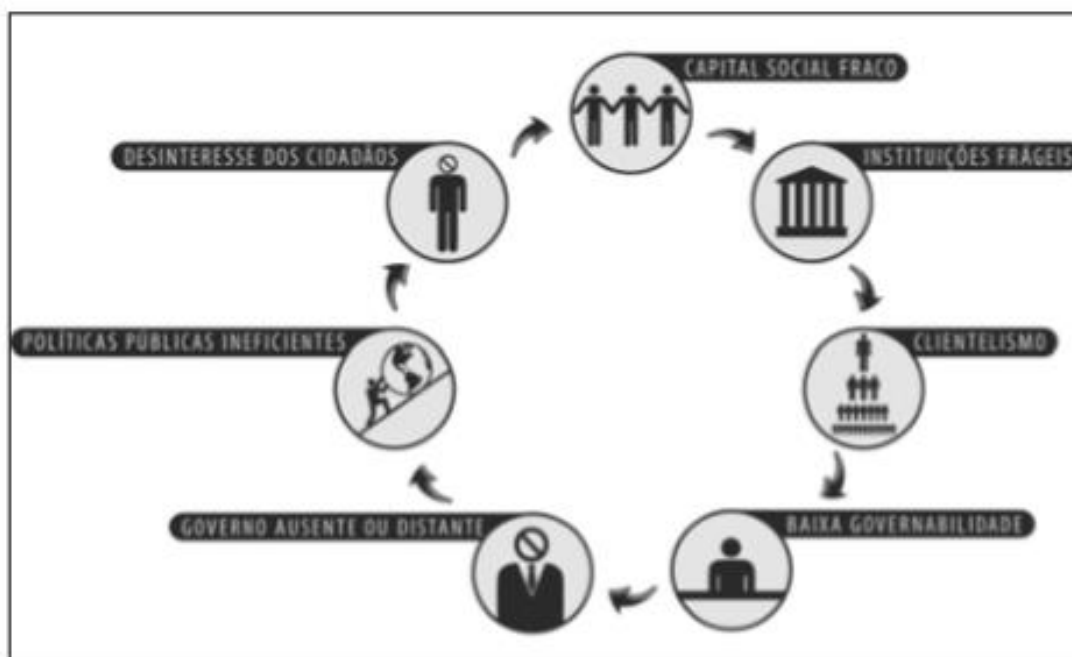 CAPITAL SOCIAL FRACO
DESINTERESSE DOS CIDADÃOS
INSTITUIÇÕES FRÁGEIS
POLÍTICAS PÚBLICAS INEFICIENTES
CLIENTELISMO
GOVERNO AUSENTE OU DISTANTE
BAIXA GOVERNABILIDADE